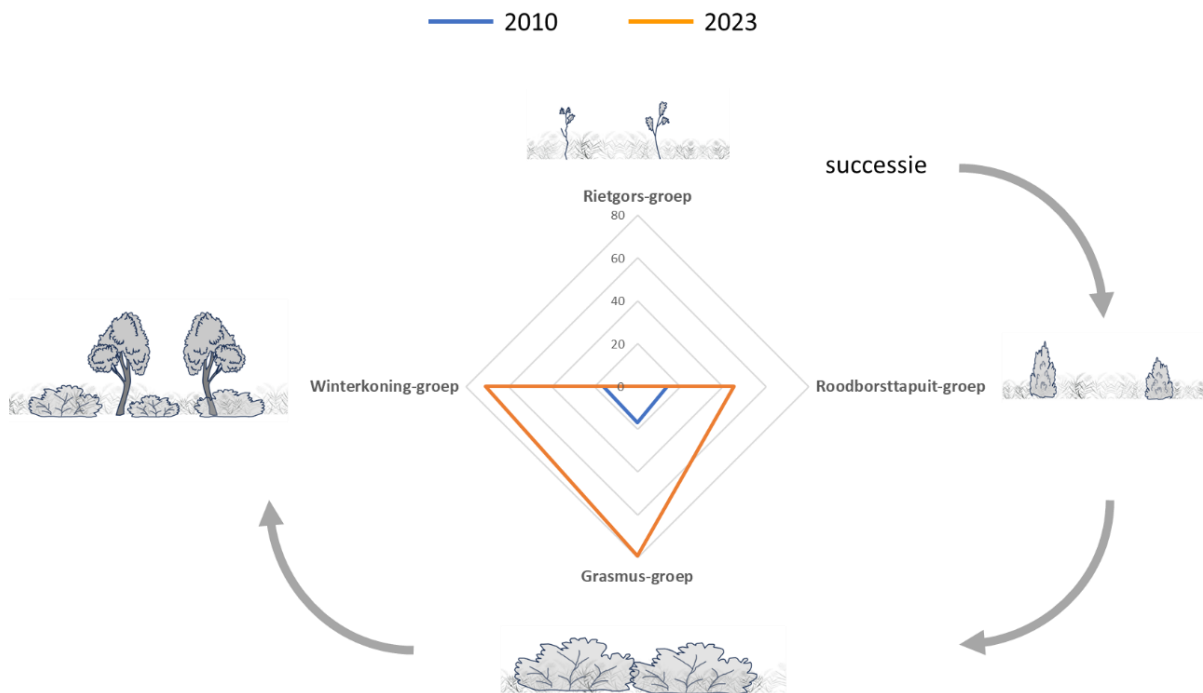 2010 2023
successie
Rietgors-groep
80
60
40
20
0
Winterkoning-groep
Roodborsttapuit-groep
Grasmus-groep